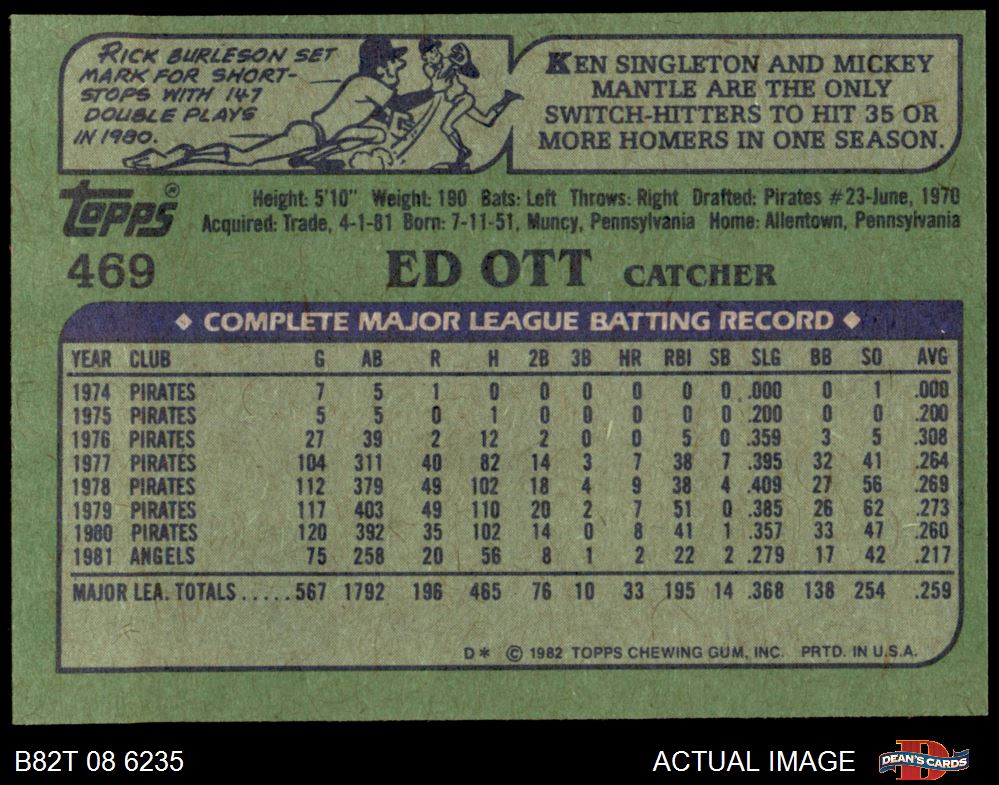 RICK BURLESON SET
MARK FOR SHORT-
STOPS WITH 147
DOUBLE PLAYS
IN 1980.
KEN SINGLETON AND MICKEY
MANTLE ARE THE ONLY
SWITCH-HITTERS TO HIT 35 OR
MORE HOMERS IN ONE SEASON.
topps®
Height: 5'10" Weight: 190 Bats: Left Throws: Right Drafted: Pirates #23-June, 1970
Acquired: Trade, 4-1-81 Born: 7-11-51, Muncy, Pennsylvania Home: Allentown, Pennsylvania
469 ED OTT CATCHER
◆ COMPLETE MAJOR LEAGUE BATTING RECORD ◆
YEAR CLUB G AB R H 2B 3B HR RBI SB SLG BB SO AVG
1974 PIRATES 7 5 1 0 0 0 0 0 0 .000 0 1 .000
1975 PIRATES 5 5 0 1 0 0 0 0 0 .200 0 0 .200
1976 PIRATES 27 39 2 12 2 0 0 5 0 .359 3 5 .308
1977 PIRATES 104 311 40 82 14 3 7 38 7 .395 32 41 .264
1978 PIRATES 112 379 49 102 18 4 9 38 4 .409 27 56 .269
1979 PIRATES 117 403 49 110 20 2 7 51 0 .385 26 62 .273
1980 PIRATES 120 392 35 102 14 0 8 41 1 .357 33 47 .260
1981 ANGELS 75 258 20 56 8 1 2 22 2 .279 17 42 .217
MAJOR LEA. TOTALS.....567 1792 196 465 76 10 33 195 14 .368 138 254 .259
D* © 1982 TOPPS CHEWING GUM, INC. PRTD. IN U.S.A.
B82T 08 6235 ACTUAL IMAGE D DEAN'S CARDS